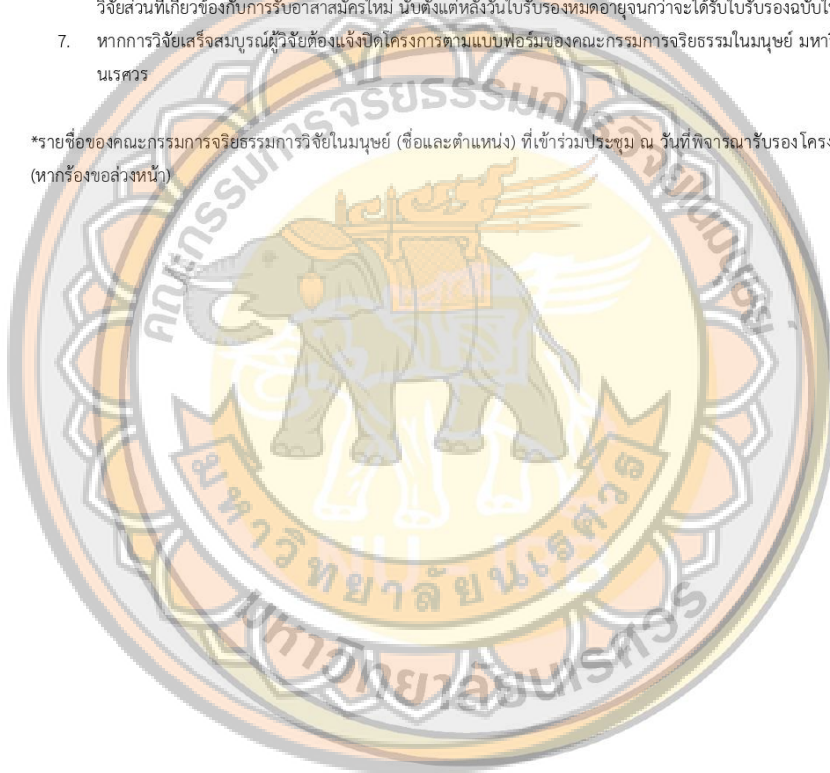 วิจัยส่วนที่เกี่ยวข้องกับการรับอาสาสมัครใหม่ นับตั้งแต่หลังวันใบรับรองหมดอายุจนกว่าจะได้รับใบรับรองฉบับ
7. หากการวิจัยเสร็จสมบูรณ์ผู้วิจัยต้องแจ้งปิดโครงการตามแบบฟอร์มของคณะกรรมการจริยธรรมในมนุษย์
นเรศวร
*รายชื่อของคณะกรรมการจริยธรรมการวิจัยในมนุษย์ (ชื่อและตำแหน่ง) ที่เข้าร่วมประชุม ณ วันที่พิจารณารับรองโครง
(หากร้องขอล่วงหน้า)
คณะกรรมการจริยธรรมการวิจัยในมนุษย์
มหาวิทยาลัยนเรศวร
มหาวิทยาลัยนเรศวร